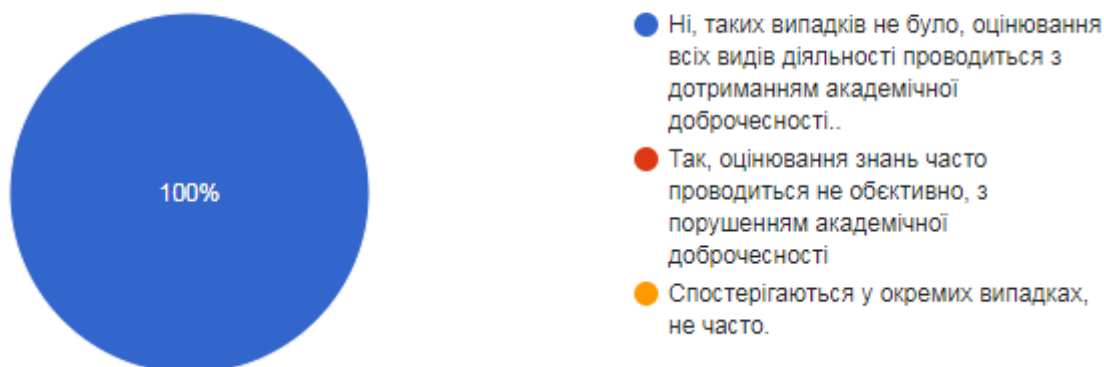 100%
Ні, таких випадків не було, оцінювання
всіх видів діяльності проводиться з
дотриманням академічної
доброчесності..
Так, оцінювання знань часто
проводиться не обєктивно, з
порушенням академічної
доброчесності
Спостерігаються у окремих випадках,
не часто.